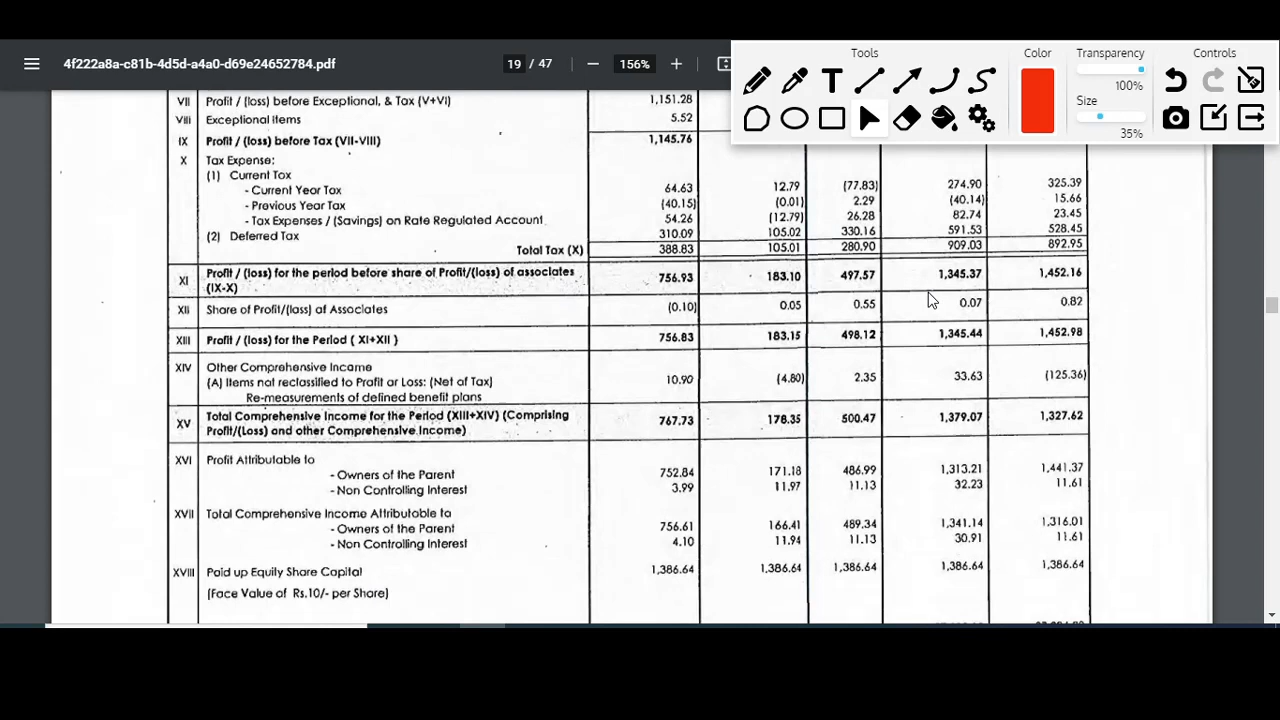 4f222a8a-c81b-4d5d-a4a0-d69e24652784.pdf 19 / 47 156%
Tools Color Transparency Controls
100%
Size
35%
VII Profit / (loss) before Exceptional, & Tax (V+VI) 1,151.28
VIII Exceptional items 5.52
IX Profit / (loss) before Tax (VII-VIII) 1,145.76
X Tax Expense:
(1) Current Tax
- Current Year Tax 64.63 12.79 (77.83) 274.90 325.39
- Previous Year Tax (40.15) (0.01) 2.29 (40.14) 15.66
- Tax Expenses / (Savings) on Rate Regulated Account 54.26 (12.79) 26.28 82.74 23.45
(2) Deferred Tax 310.09 105.02 330.16 591.53 528.45
Total Tax (X) 388.83 105.01 280.90 909.03 892.95
XI Profit / (loss) for the period before share of Profit/(loss) of associates 756.93 183.10 497.57 1,345.37 1,452.16
(IX-X)
XII Share of Profit/(loss) of Associates (0.10) 0.05 0.55 0.07 0.82
XIII Profit / (loss) for the Period ( XI+XII ) 756.83 183.15 498.12 1,345.44 1,452.98
XIV Other Comprehensive Income
(A) Items not reclassified to Profit or Loss: (Net of Tax) 10.90 (4.80) 2.35 33.63 (125.36)
Re-measurements of defined benefit plans
XV Total Comprehensive Income for the Period (XIII+XIV) (Comprising 767.73 178.35 500.47 1,379.07 1,327.62
Profit/(Loss) and other Comprehensive Income)
XVI Profit Attributable to
- Owners of the Parent 752.84 171.18 486.99 1,313.21 1,441.37
- Non Controlling Interest 3.99 11.97 11.13 32.23 11.61
XVII Total Comprehensive Income Attributable to
- Owners of the Parent 756.61 166.41 489.34 1,341.14 1,316.01
- Non Controlling Interest 4.10 11.94 11.13 30.91 11.61
XVIII Paid up Equity Share Capital 1,386.64 1,386.64 1,386.64 1,386.64 1,386.64
(Face Value of Rs.10/- per Share)